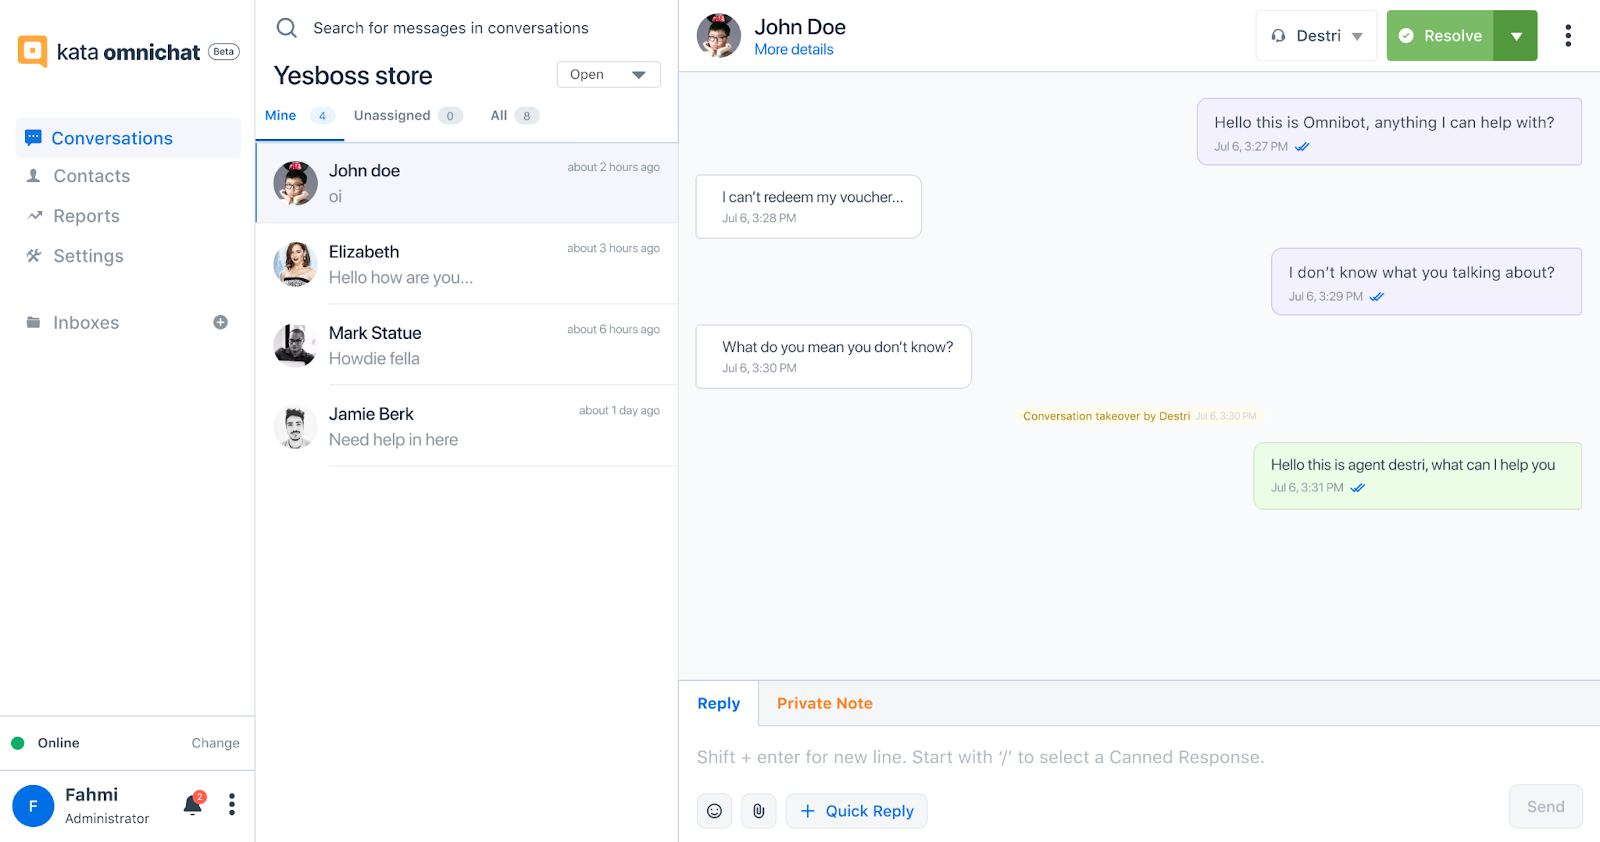 kata omnichat Beta
Conversations
Contacts
Reports
Settings
Inboxes
Online Change
F
Fahmi
Administrator
2
Search for messages in conversations
Yesboss store
Open
Mine 4 Unassigned 0 All 8
John doe about 2 hours ago
oi
Elizabeth about 3 hours ago
Hello how are you...
Mark Statue about 6 hours ago
Howdie fella
Jamie Berk about 1 day ago
Need help in here
John Doe
More details
Destri
Resolve
Hello this is Omnibot, anything I can help with?
Jul 6, 3:27 PM
I can’t redeem my voucher...
Jul 6, 3:28 PM
I don’t know what you talking about?
Jul 6, 3:29 PM
What do you mean you don’t know?
Jul 6, 3:30 PM
Conversation takeover by Destri Jul 6, 3:30 PM
Hello this is agent destri, what can I help you
Jul 6, 3:31 PM
Reply Private Note
Shift + enter for new line. Start with ‘/’ to select a Canned Response.
+ Quick Reply
Send